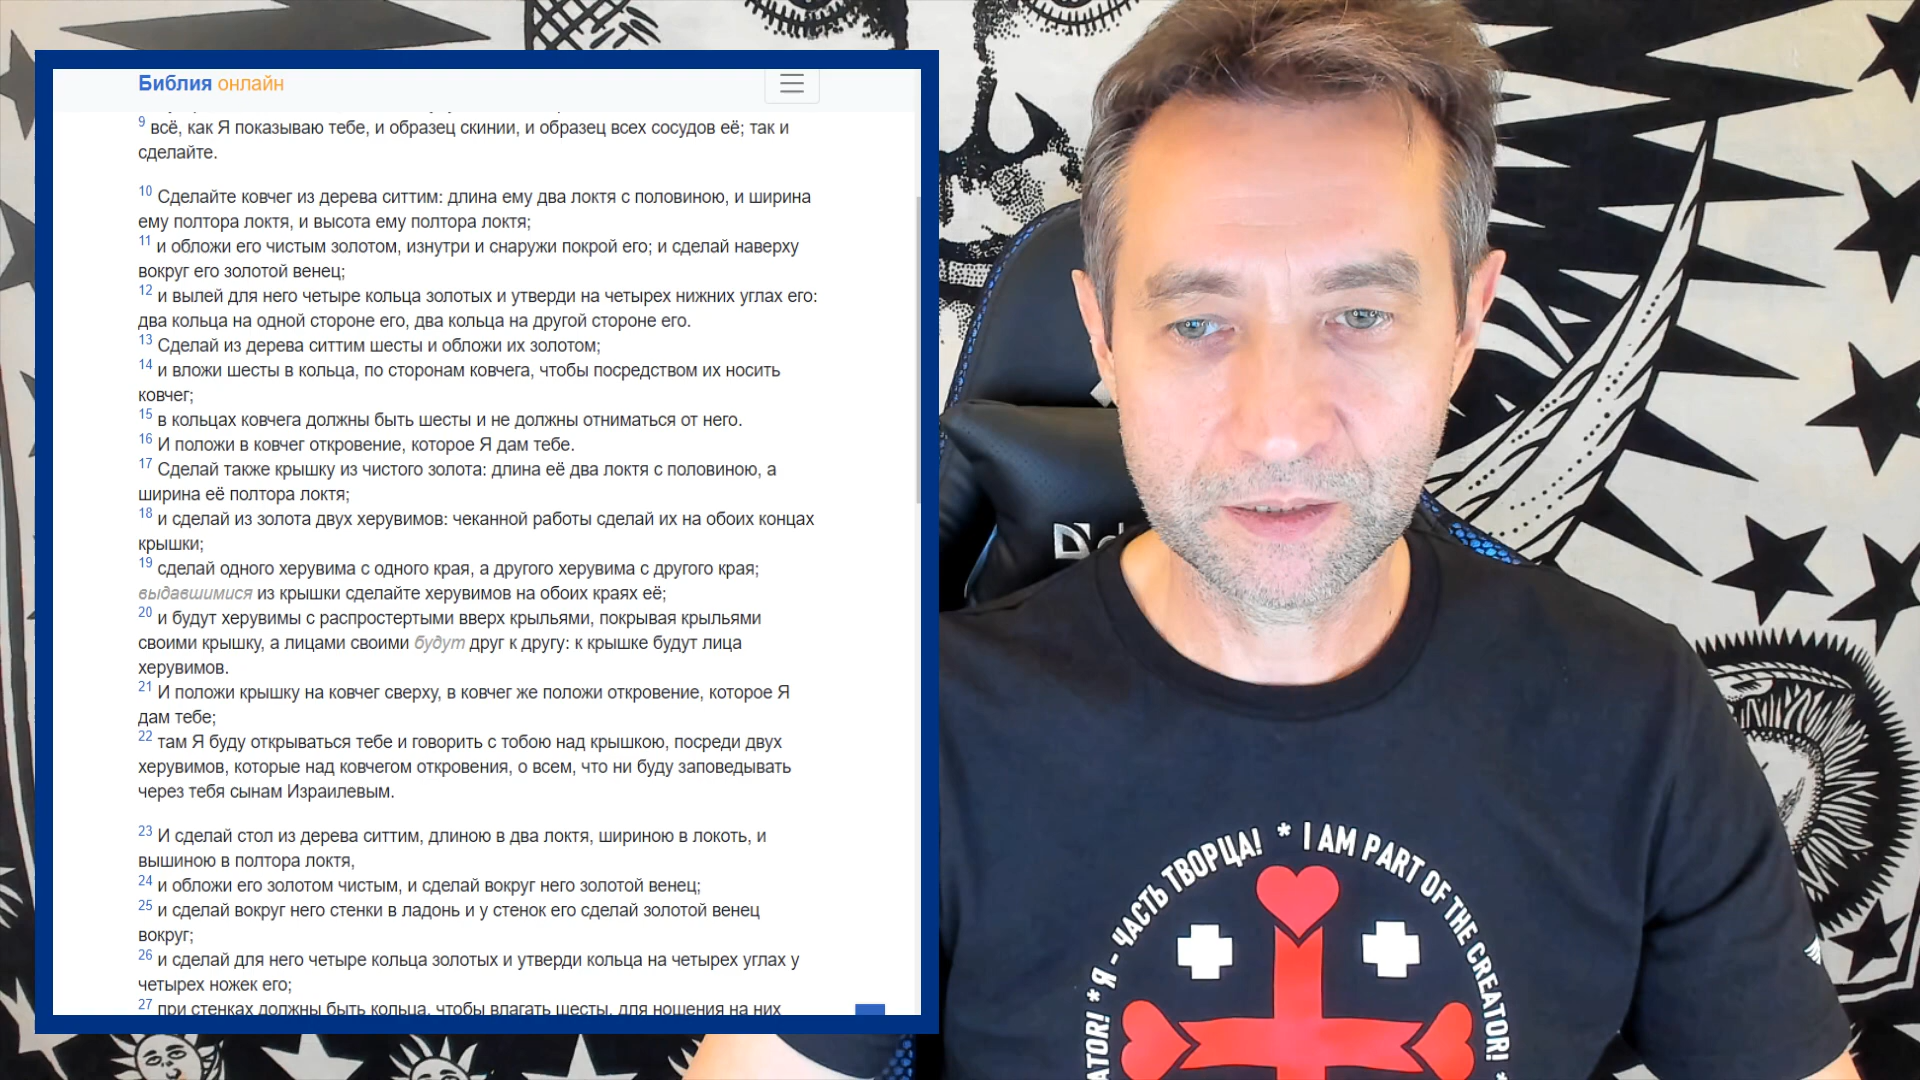 Библия онлайн
9 всё, как Я показываю тебе, и образец скинии, и образец всех сосудов её; так и
сделайте.
10 Сделайте ковчег из дерева ситтим: длина ему два локтя с половиною, и ширина
ему полтора локтя, и высота ему полтора локтя;
11 и обложи его чистым золотом, изнутри и снаружи покрой его; и сделай наверху
вокруг его золотой венец;
12 и вылей для него четыре кольца золотых и утверди на четырех нижних углах его:
два кольца на одной стороне его, два кольца на другой стороне его.
13 Сделай из дерева ситтим шесты и обложи их золотом;
14 и вложи шесты в кольца, по сторонам ковчега, чтобы посредством их носить
ковчег;
15 в кольцах ковчега должны быть шесты и не должны отниматься от него.
16 И положи в ковчег откровение, которое Я дам тебе.
17 Сделай также крышку из чистого золота: длина её два локтя с половиною, а
ширина её полтора локтя;
18 и сделай из золота двух херувимов: чеканной работы сделай их на обоих концах
крышки;
19 сделай одного херувима с одного края, а другого херувима с другого края;
выдавшимися из крышки сделайте херувимов на обоих краях её;
20 и будут херувимы с распростертыми вверх крыльями, покрывая крыльями
своими крышку, а лицами своими будут друг к другу: к крышке будут лица
херувимов.
21 И положи крышку на ковчег сверху, в ковчег же положи откровение, которое Я
дам тебе;
22 там Я буду открываться тебе и говорить с тобою над крышкою, посреди двух
херувимов, которые над ковчегом откровения, о всем, что ни буду заповедывать
через тебя сынам Израилевым.
23 И сделай стол из дерева ситтим, длиною в два локтя, шириною в локоть, и
вышиною в полтора локтя,
24 и обложи его золотом чистым, и сделай вокруг него золотой венец;
25 и сделай вокруг него стенки в ладонь и у стенок его сделай золотой венец
вокруг;
26 и сделай для него четыре кольца золотых и утверди кольца на четырех углах у
четырех ножек его;
27 при стенках должны быть кольца, чтобы влагать шесты, для ношения на них
* Я - ЧАСТЬ ТВОРЦА! * I AM PART OF THE CREATOR! *